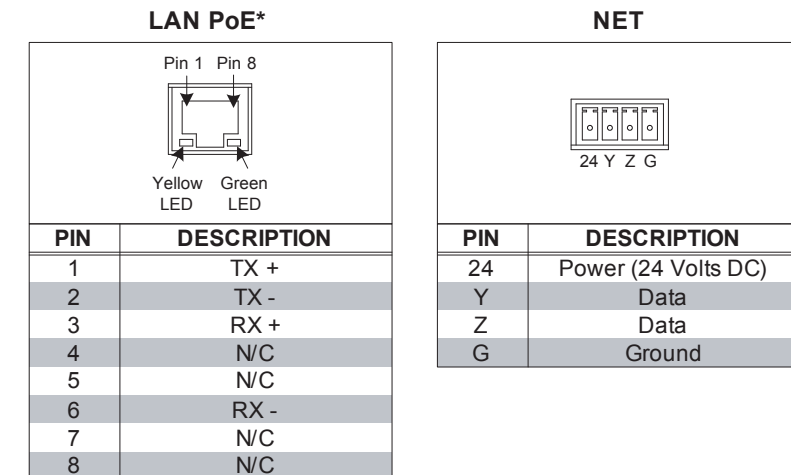 LAN PoE*
Pin 1 Pin 8
Yellow LED
Green LED
PIN DESCRIPTION
1 TX +
2 TX -
3 RX +
4 N/C
5 N/C
6 RX -
7 N/C
8 N/C
NET
24 Y Z G
PIN DESCRIPTION
24 Power (24 Volts DC)
Y Data
Z Data
G Ground